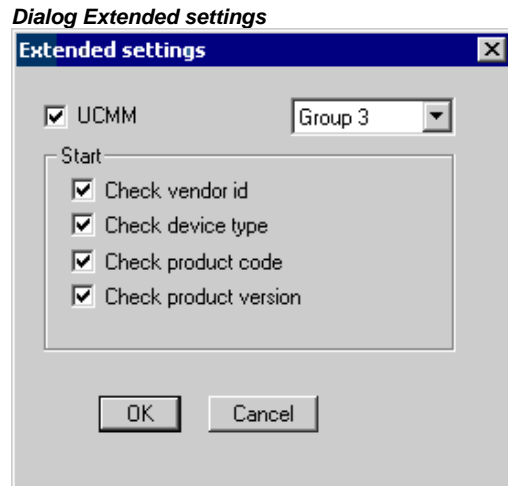 Dialog Extended settings
Extended settings
UCMM Group 3
Start
Check vendor id
Check device type
Check product code
Check product version
OK Cancel